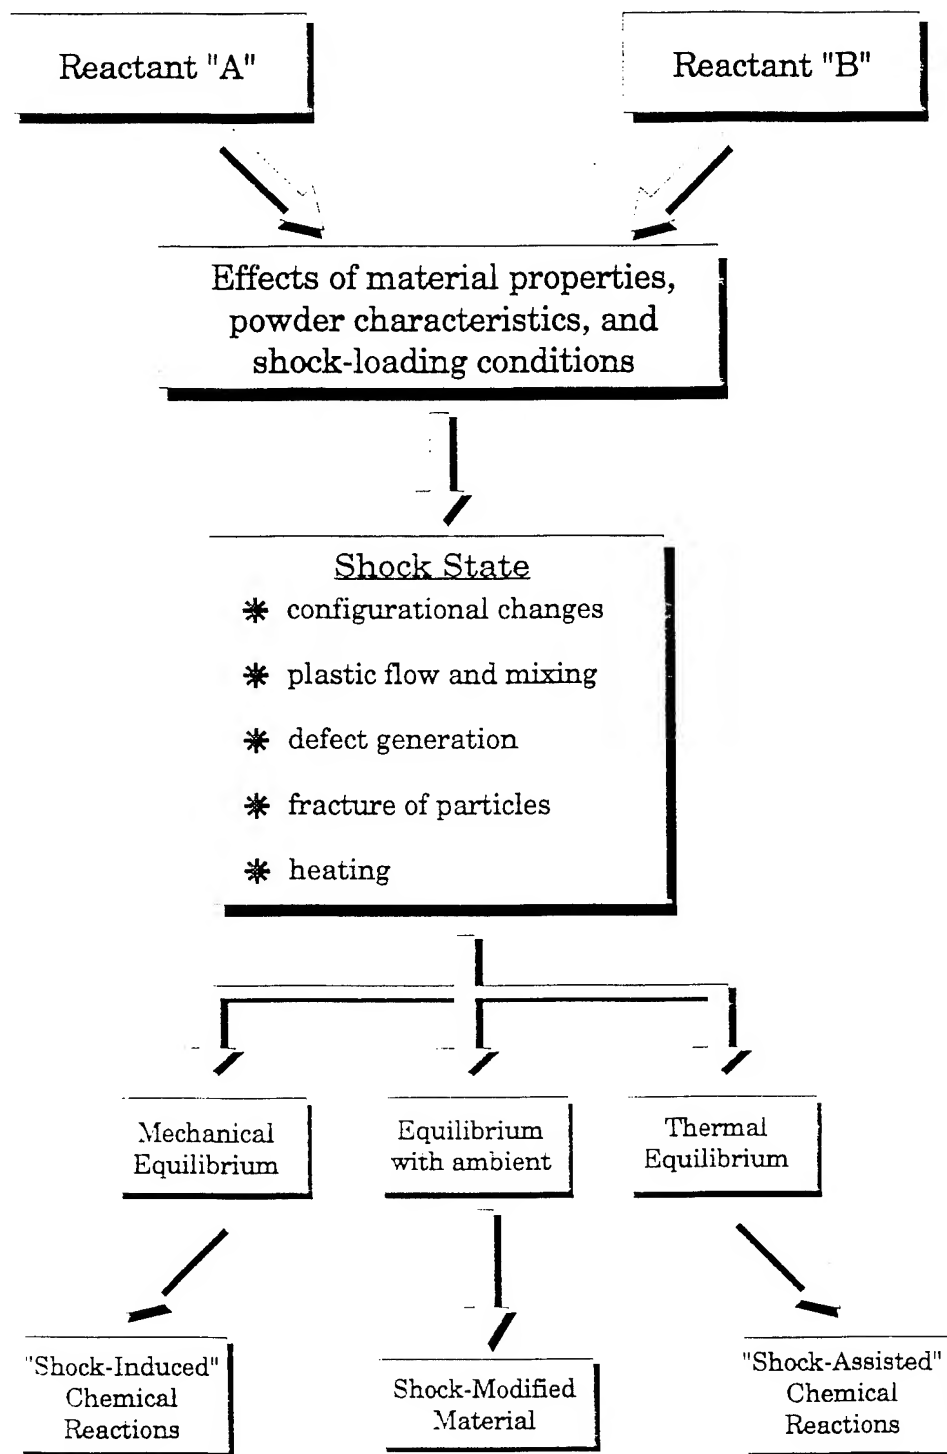 Reactant "A"
Reactant "B"
Effects of material properties,
powder characteristics, and
shock-loading conditions
Shock State
✳ configurational changes
✳ plastic flow and mixing
✳ defect generation
✳ fracture of particles
✳ heating
Mechanical
Equilibrium
Equilibrium
with ambient
Thermal
Equilibrium
"Shock-Induced"
Chemical
Reactions
Shock-Modified
Material
"Shock-Assisted"
Chemical
Reactions